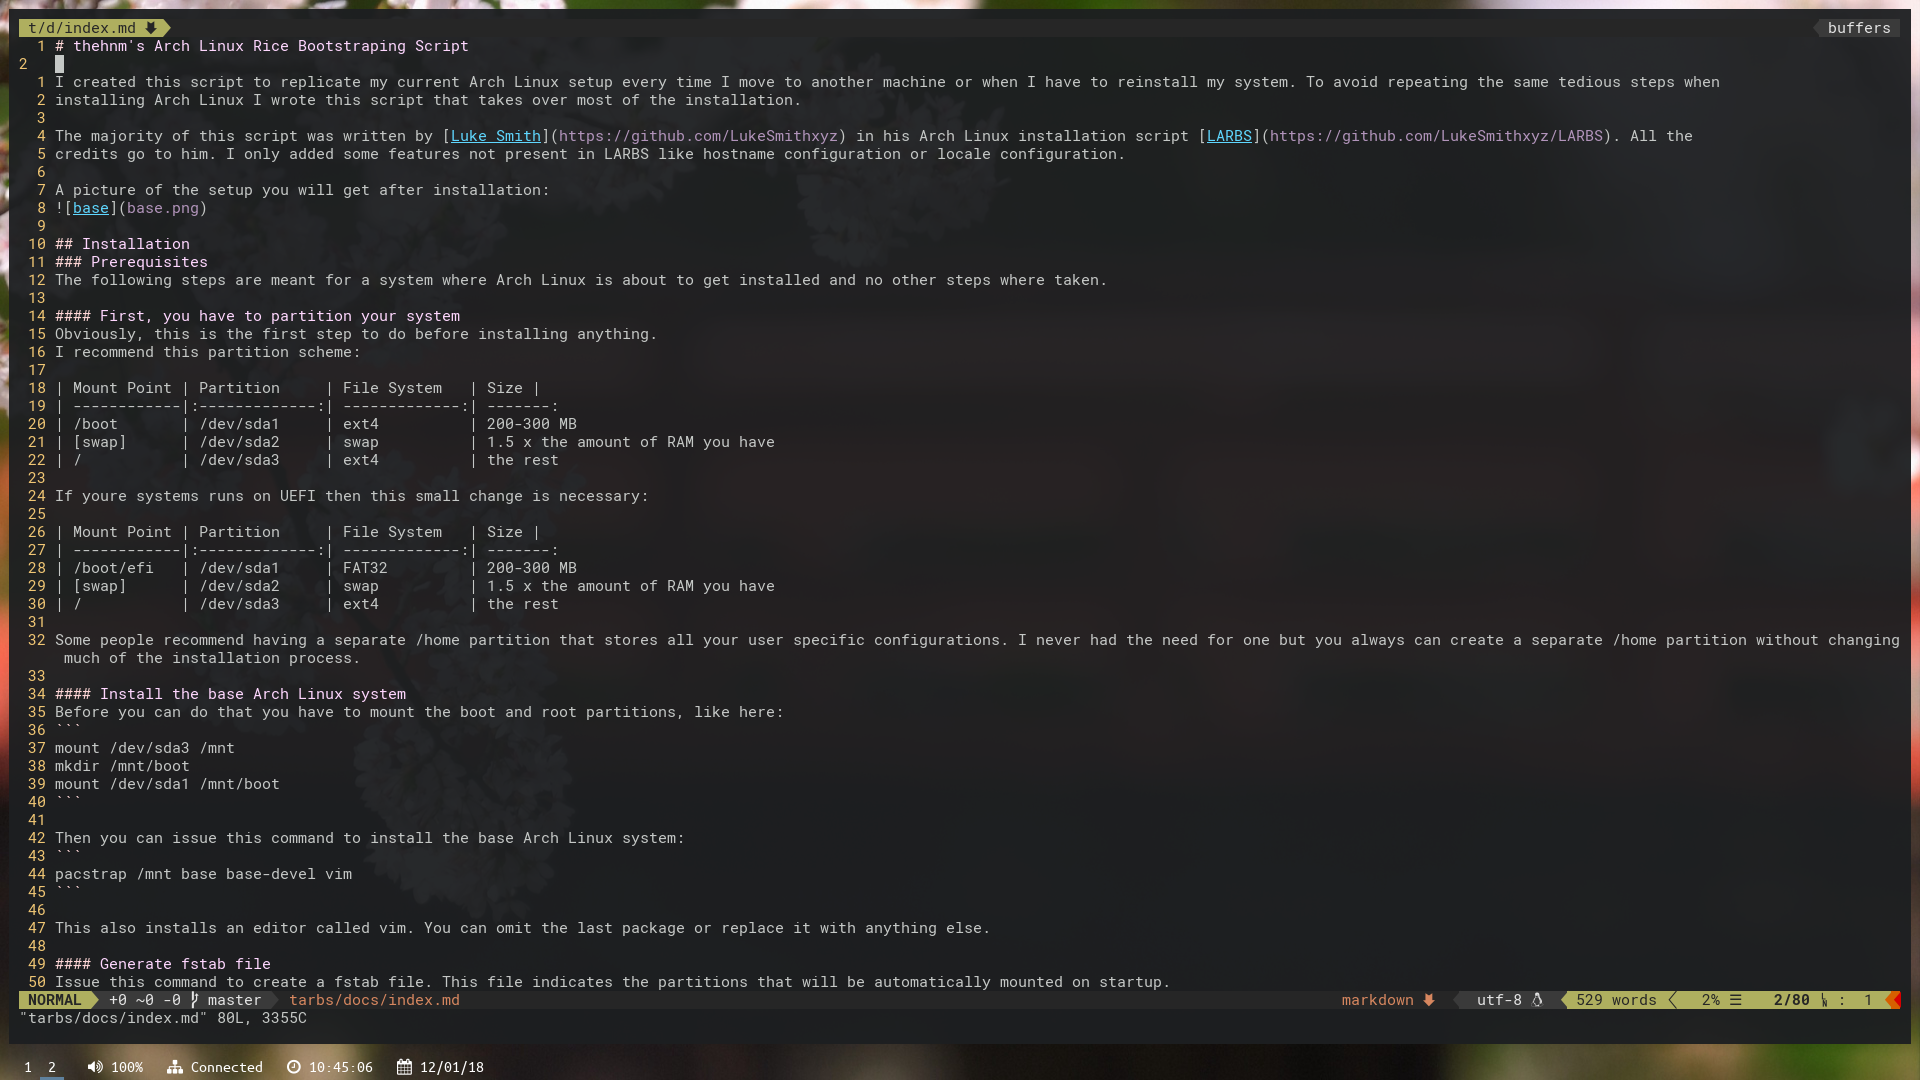 t/d/index.md
buffers
1 # thehnm's Arch Linux Rice Bootstraping Script
2
1 I created this script to replicate my current Arch Linux setup every time I move to another machine or when I have to reinstall my system. To avoid repeating the same tedious steps when
2 installing Arch Linux I wrote this script that takes over most of the installation.
3
4 The majority of this script was written by [Luke Smith](https://github.com/LukeSmithxyz) in his Arch Linux installation script [LARBS](https://github.com/LukeSmithxyz/LARBS). All the
5 credits go to him. I only added some features not present in LARBS like hostname configuration or locale configuration.
6
7 A picture of the setup you will get after installation:
8 ![base](base.png)
9
10 ## Installation
11 ### Prerequisites
12 The following steps are meant for a system where Arch Linux is about to get installed and no other steps where taken.
13
14 #### First, you have to partition your system
15 Obviously, this is the first step to do before installing anything.
16 I recommend this partition scheme:
17
18 | Mount Point | Partition     | File System   | Size |
19 | ------------|:-------------:| -------------:| -------:
20 | /boot       | /dev/sda1     | ext4          | 200-300 MB
21 | [swap]      | /dev/sda2     | swap          | 1.5 x the amount of RAM you have
22 | /           | /dev/sda3     | ext4          | the rest
23
24 If youre systems runs on UEFI then this small change is necessary:
25
26 | Mount Point | Partition     | File System   | Size |
27 | ------------|:-------------:| -------------:| -------:
28 | /boot/efi   | /dev/sda1     | FAT32         | 200-300 MB
29 | [swap]      | /dev/sda2     | swap          | 1.5 x the amount of RAM you have
30 | /           | /dev/sda3     | ext4          | the rest
31
32 Some people recommend having a separate /home partition that stores all your user specific configurations. I never had the need for one but you always can create a separate /home partition without changing
much of the installation process.
33
34 #### Install the base Arch Linux system
35 Before you can do that you have to mount the boot and root partitions, like here:
36 ```
37 mount /dev/sda3 /mnt
38 mkdir /mnt/boot
39 mount /dev/sda1 /mnt/boot
40 ```
41
42 Then you can issue this command to install the base Arch Linux system:
43 ```
44 pacstrap /mnt base base-devel vim
45 ```
46
47 This also installs an editor called vim. You can omit the last package or replace it with anything else.
48
49 #### Generate fstab file
50 Issue this command to create a fstab file. This file indicates the partitions that will be automatically mounted on startup.
NORMAL +0 ~0 -0 master tarbs/docs/index.md markdown utf-8 529 words 2% ☰ 2/80 : 1
"tarbs/docs/index.md" 80L, 3355C
1 2 100% Connected 10:45:06 12/01/18